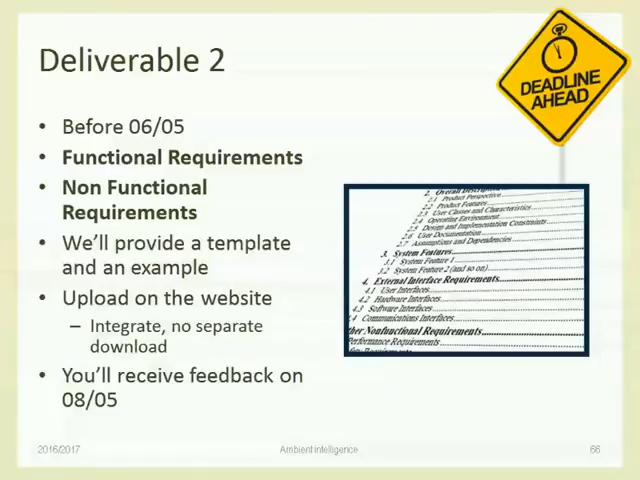 Deliverable 2
DEADLINE
AHEAD
• Before 06/05
• Functional Requirements
• Non Functional
Requirements
• We'll provide a template
and an example
• Upload on the website
– Integrate, no separate
download
• You'll receive feedback on
08/05
2. Overall
2.1 Product Perspective
2.2 Product Features
2.3 User Classes and Characteristics
2.4 Operating Environment
2.5 Design and Implementation Constraints
2.6 User Documentation
2.7 Assumptions and Dependencies
3. System Features
3.1 System Feature 1
3.2 System Feature 2 (and so on)
4. External Interface Requirements
4.1 User Interfaces
4.2 Hardware Interfaces
4.3 Software Interfaces
4.4 Communications Interfaces
ther Nonfunctional Requirements
Performance Requirements
2016/2017
Ambient intelligence
66